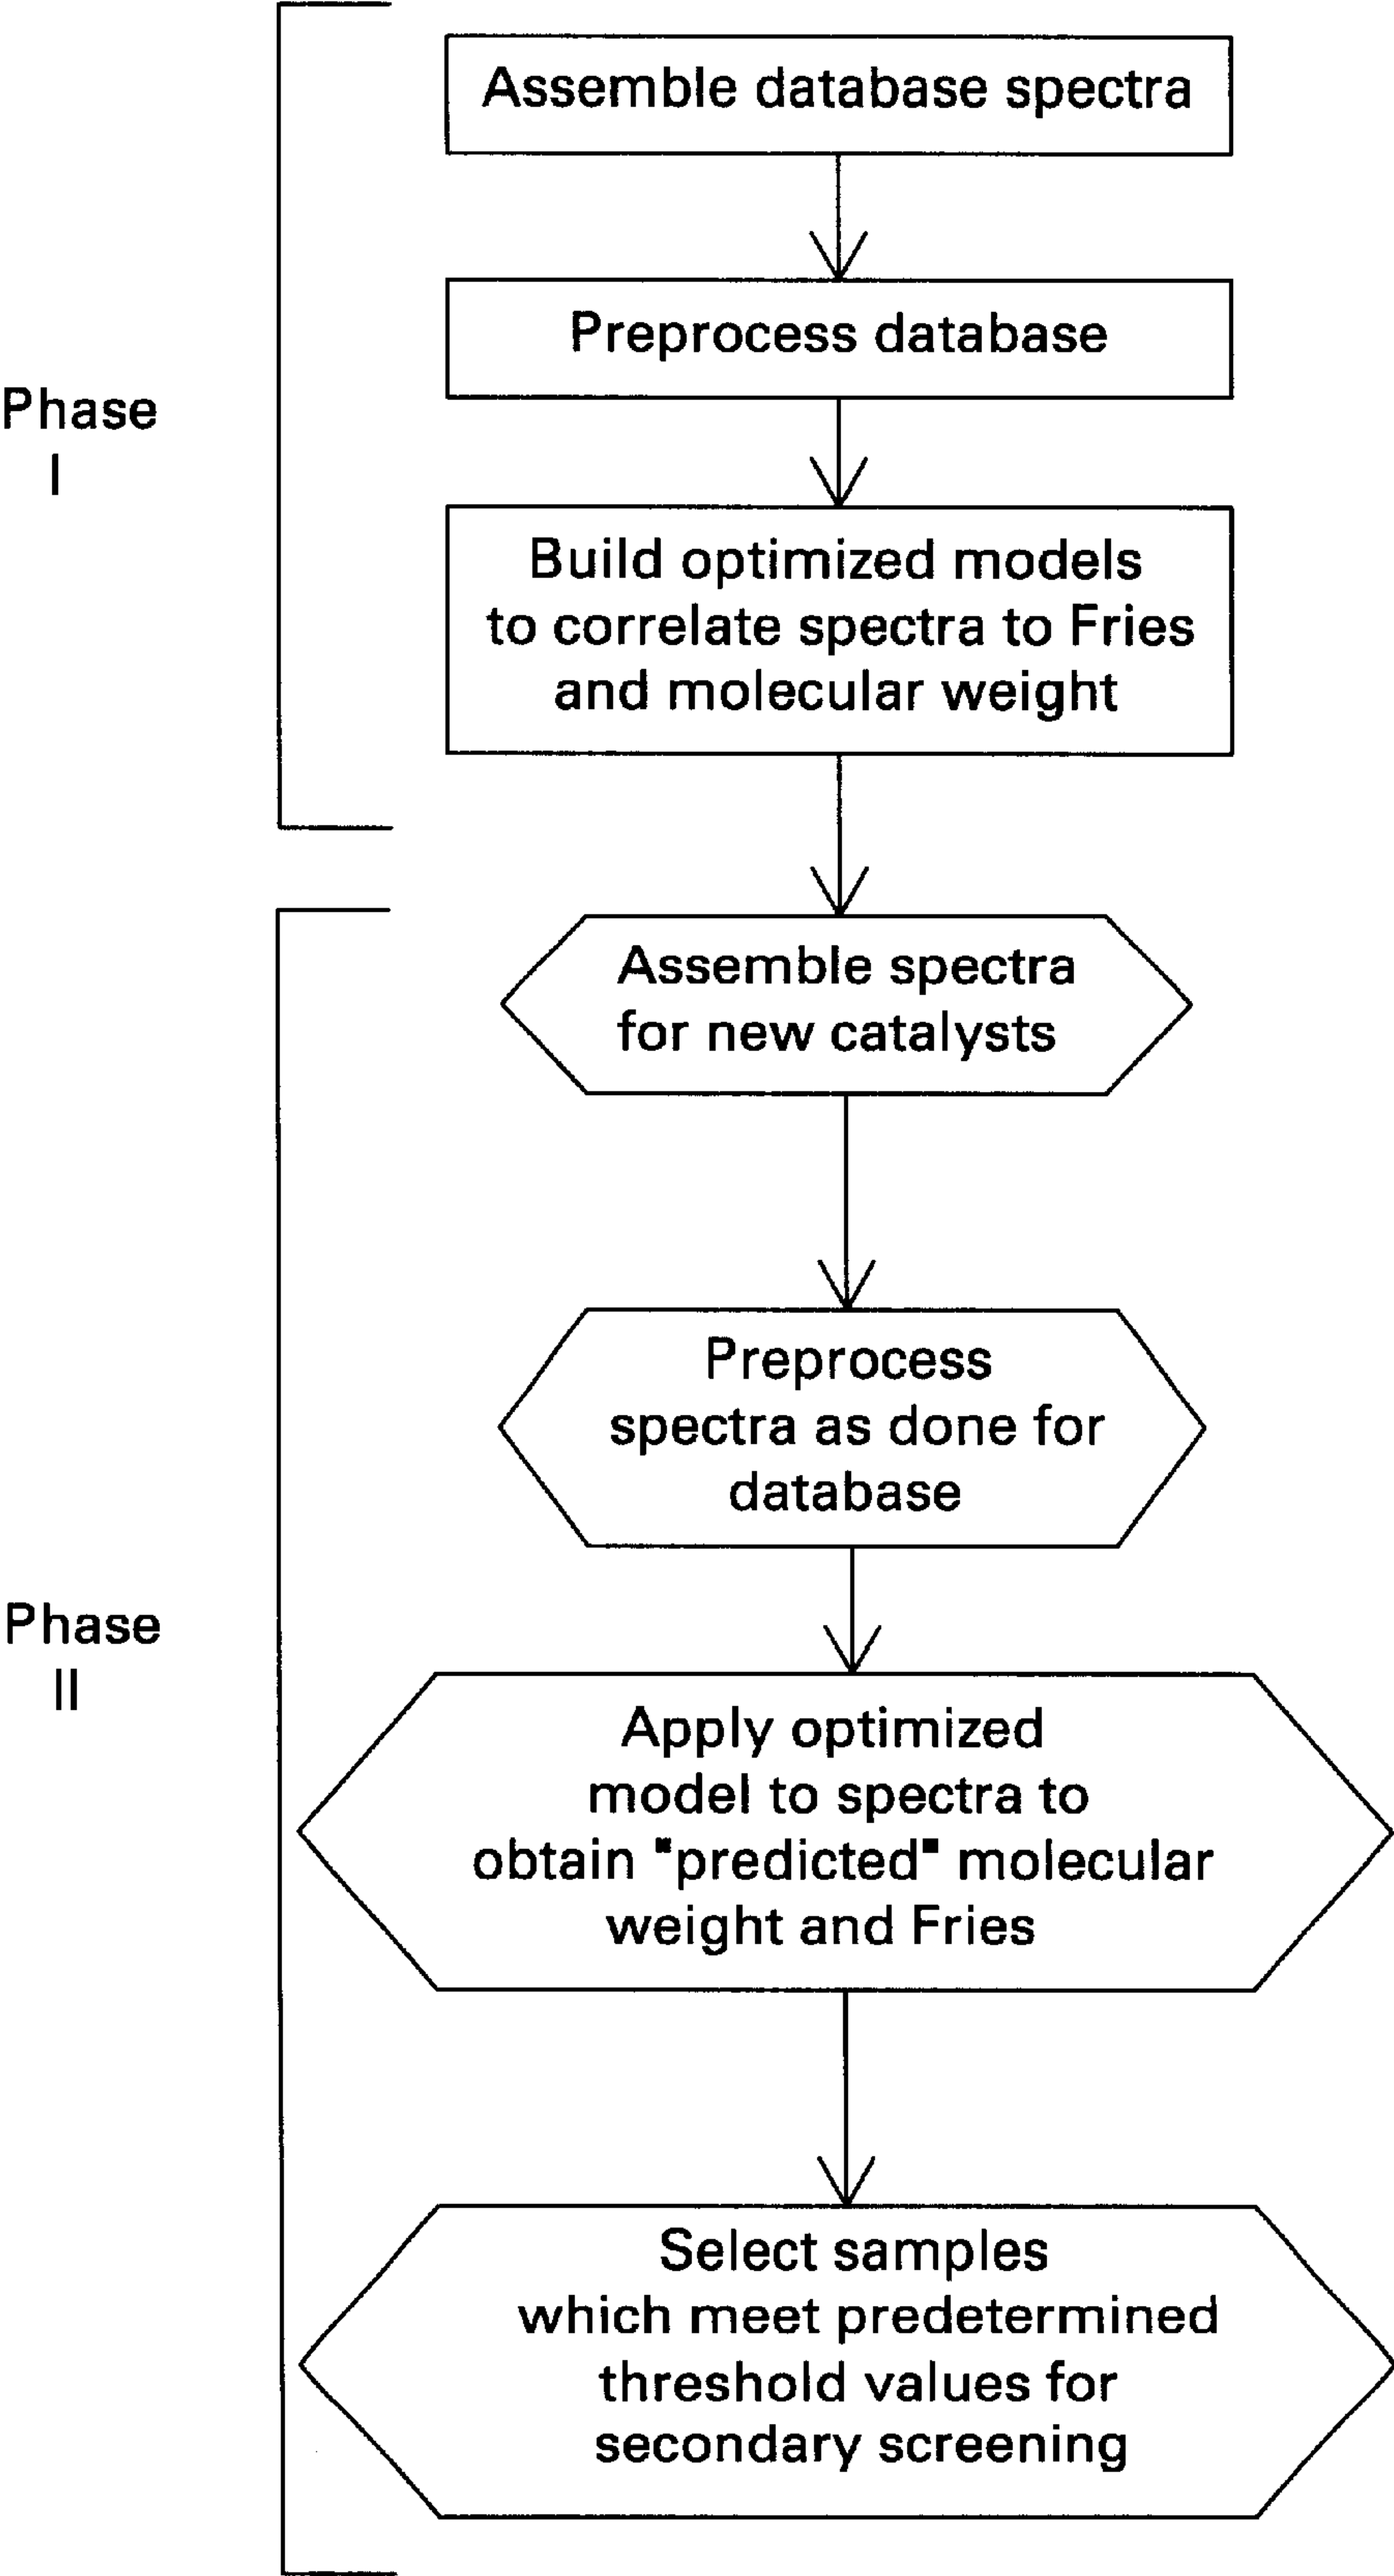 Assemble database spectra
Preprocess database
Phase
I
Build optimized models
to correlate spectra to Fries
and molecular weight
Assemble spectra
for new catalysts
Preprocess
spectra as done for
database
Phase
II
Apply optimized
model to spectra to
obtain "predicted" molecular
weight and Fries
Select samples
which meet predetermined
threshold values for
secondary screening